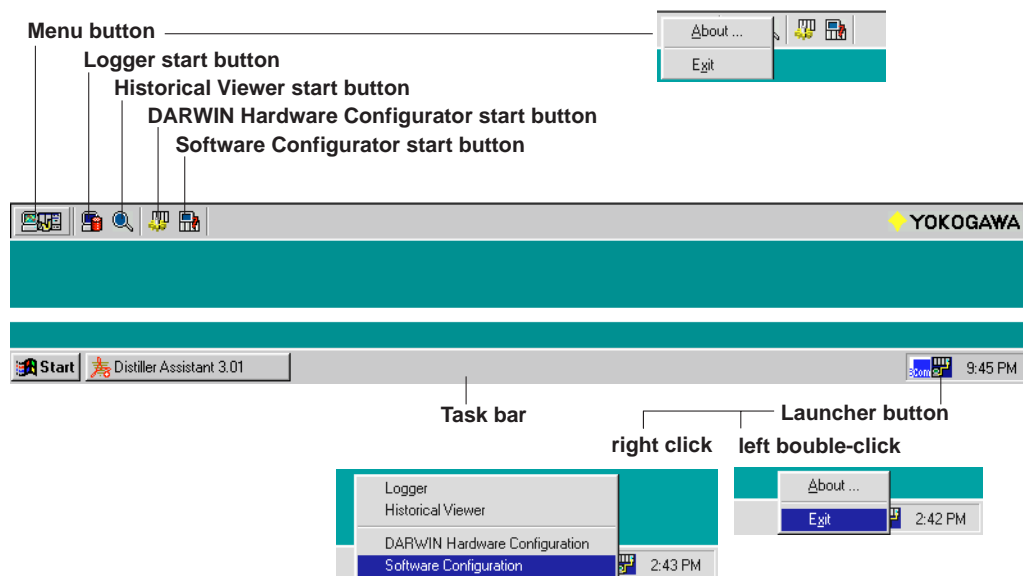 Menu button
About ...
Exit
Logger start button
Historical Viewer start button
DARWIN Hardware Configurator start button
Software Configurator start button
YOKOGAWA
Start
Distiller Assistant 3.01
3Com
9:45 PM
Task bar
Launcher button
right click
left bouble-click
Logger
Historical Viewer
DARWIN Hardware Configuration
Software Configuration
2:43 PM
About ...
Exit
2:42 PM